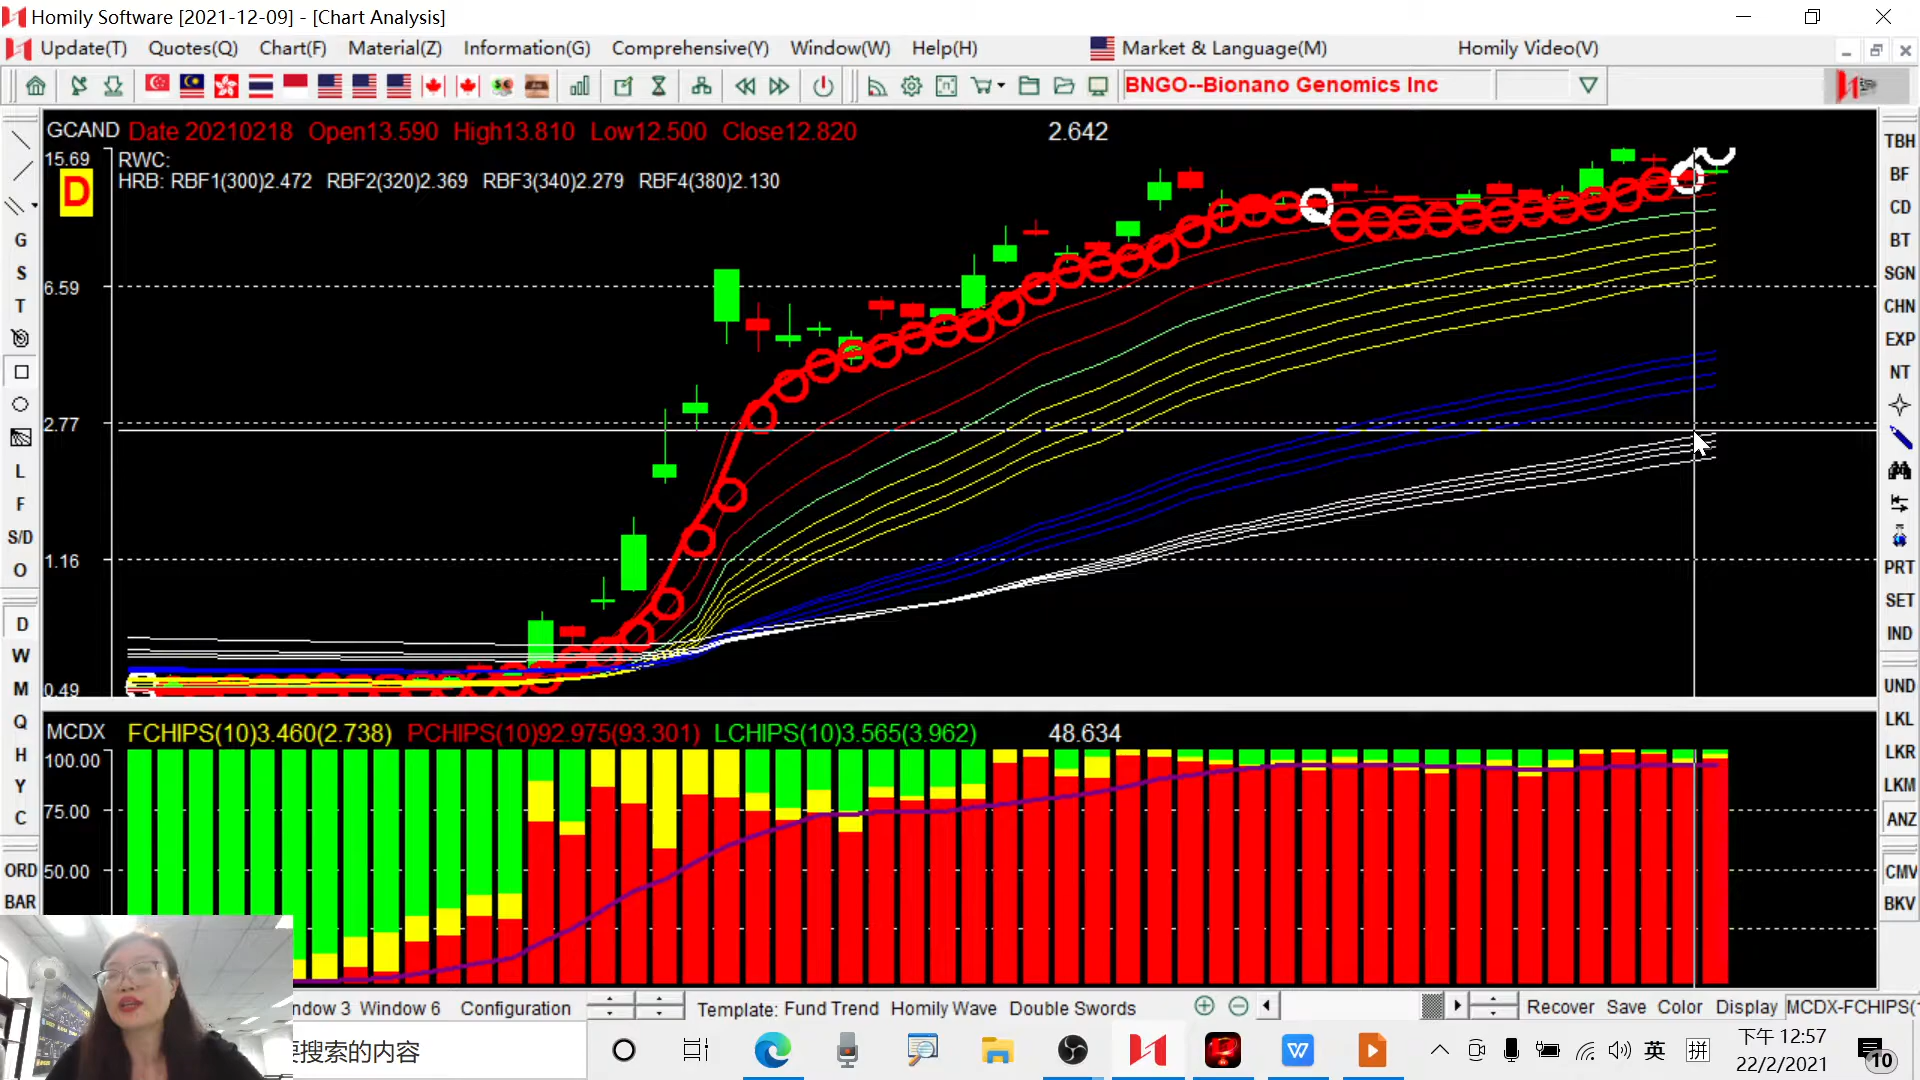 Homily Software [2021-12-09] - [Chart Analysis]
Update(T) Quotes(Q) Chart(F) Material(Z) Information(G) Comprehensive(Y) Window(W) Help(H) Market & Language(M) Homily Video(V)
BNGO--Bionano Genomics Inc
GCAND Date 20210218 Open13.590 High13.810 Low12.500 Close12.820 2.642
15.69 RWC:
HRB: RBF1(300)2.472 RBF2(320)2.369 RBF3(340)2.279 RBF4(380)2.130
D
6.59
2.77
1.16
0.49
MCDX FCHIPS(10)3.460(2.738) PCHIPS(10)92.975(93.301) LCHIPS(10)3.565(3.962) 48.634
100.00
75.00
50.00
G
S
T
L
F
S/D
O
D
W
M
Q
H
Y
C
ORD
BAR
TBH
BF
CD
BT
SGN
CHN
EXP
NT
PRT
SET
IND
UND
LKL
LKR
LKM
ANZ
CMV
BKV
ndow 3 Window 6 Configuration Template: Fund Trend Homily Wave Double Swords Recover Save Color Display MCDX-FCHIPS(
要搜索的内容
英 拼
下午 12:57
22/2/2021
10